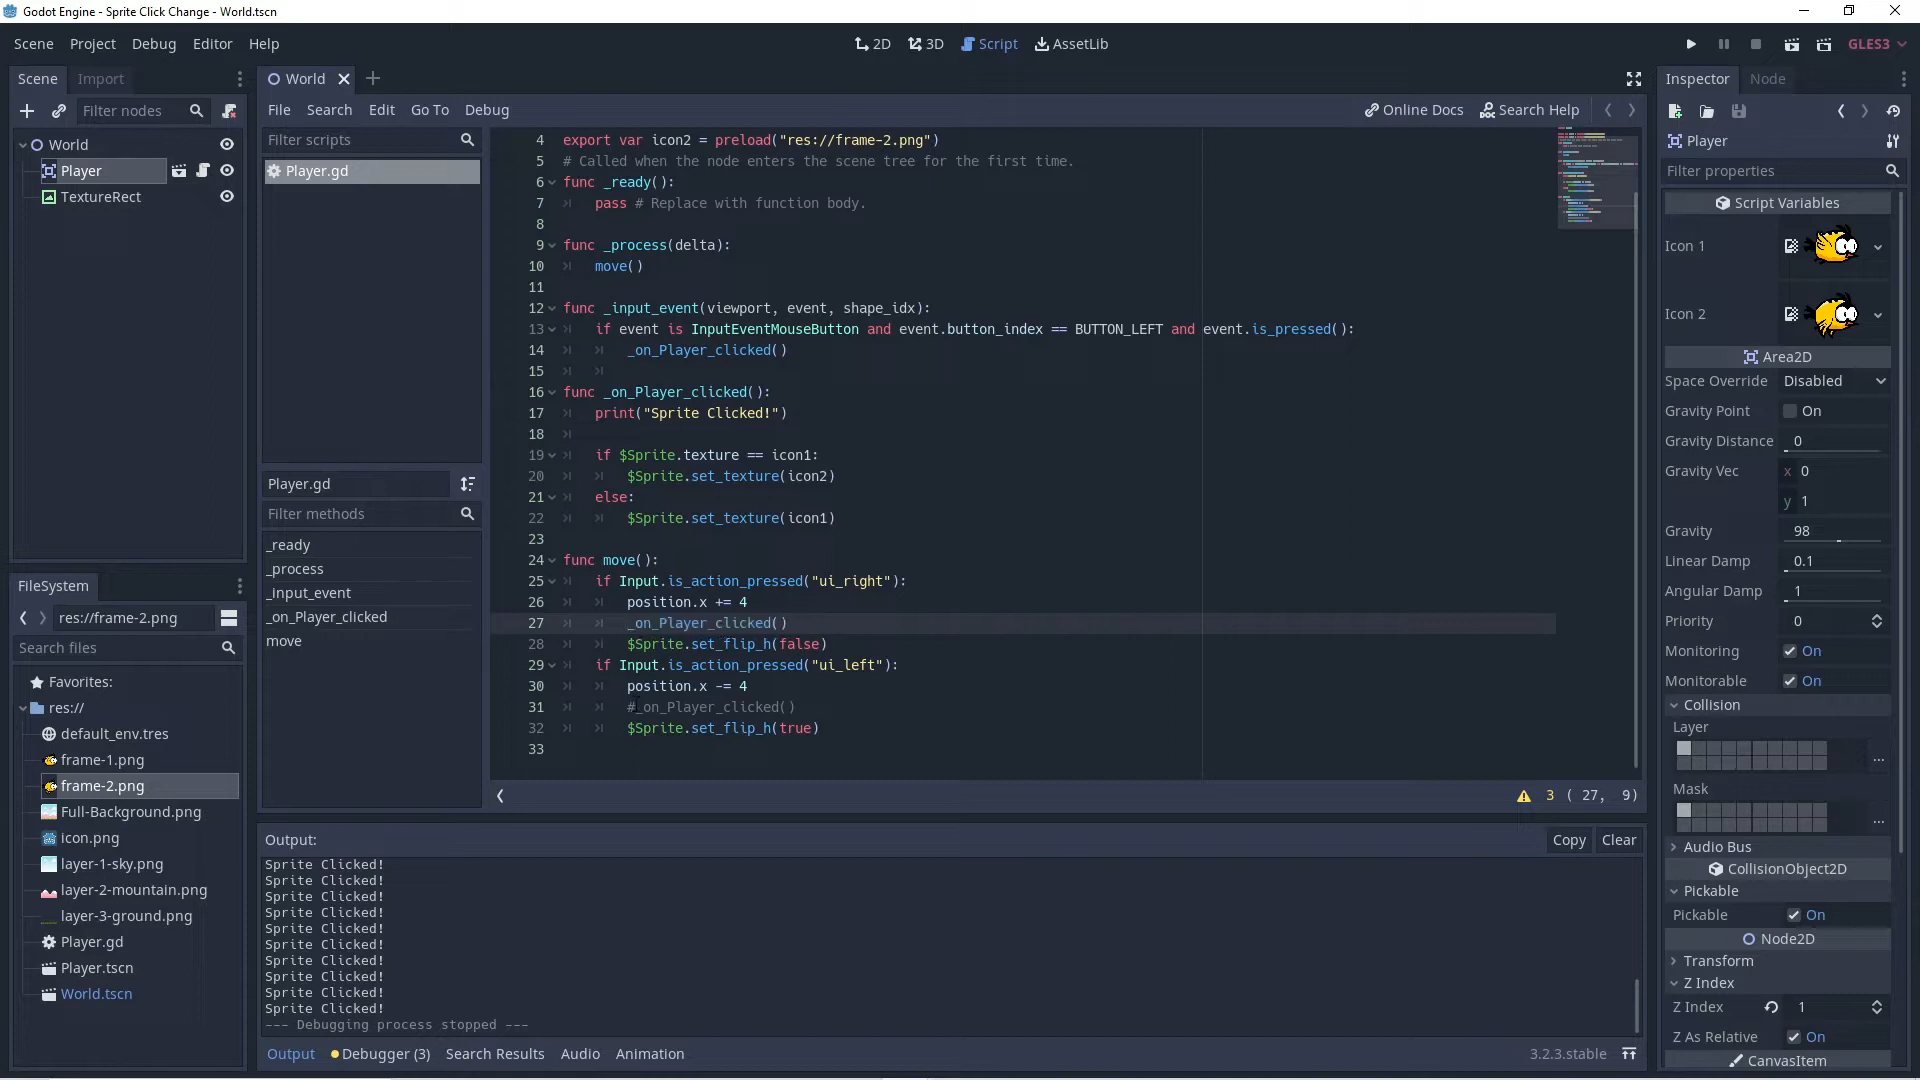 Godot Engine - Sprite Click Change - World.tscn
Scene Project Debug Editor Help
2D 3D Script AssetLib
GLES3
Scene Import
World
Inspector Node
Filter nodes
File Search Edit Go To Debug
Online Docs Search Help
World
Player
TextureRect
Filter scripts
Player.gd
Player.gd
Filter methods
_ready
_process
_input_event
_on_Player_clicked
move
4 export var icon2 = preload("res://frame-2.png")
5 # Called when the node enters the scene tree for the first time.
6 func _ready():
7 pass # Replace with function body.
8
9 func _process(delta):
10 move()
11
12 func _input_event(viewport, event, shape_idx):
13 if event is InputEventMouseButton and event.button_index == BUTTON_LEFT and event.is_pressed():
14 _on_Player_clicked()
15
16 func _on_Player_clicked():
17 print("Sprite Clicked!")
18
19 if $Sprite.texture == icon1:
20 $Sprite.set_texture(icon2)
21 else:
22 $Sprite.set_texture(icon1)
23
24 func move():
25 if Input.is_action_pressed("ui_right"):
26 position.x += 4
27 _on_Player_clicked()
28 $Sprite.set_flip_h(false)
29 if Input.is_action_pressed("ui_left"):
30 position.x -= 4
31 #_on_Player_clicked()
32 $Sprite.set_flip_h(true)
33
3 ( 27, 9)
FileSystem
res://frame-2.png
Search files
Favorites:
res://
default_env.tres
frame-1.png
frame-2.png
Full-Background.png
icon.png
layer-1-sky.png
layer-2-mountain.png
layer-3-ground.png
Player.gd
Player.tscn
World.tscn
Output:
Copy Clear
Sprite Clicked!
Sprite Clicked!
Sprite Clicked!
Sprite Clicked!
Sprite Clicked!
Sprite Clicked!
Sprite Clicked!
Sprite Clicked!
Sprite Clicked!
Sprite Clicked!
--- Debugging process stopped ---
Output Debugger (3) Search Results Audio Animation
3.2.3.stable
Player
Filter properties
Script Variables
Icon 1
Icon 2
Area2D
Space Override Disabled
Gravity Point On
Gravity Distance 0
Gravity Vec x 0
y 1
Gravity 98
Linear Damp 0.1
Angular Damp 1
Priority 0
Monitoring On
Monitorable On
Collision
Layer
...
Mask
...
Audio Bus
CollisionObject2D
Pickable
Pickable On
Node2D
Transform
Z Index
Z Index 1
Z As Relative On
CanvasItem